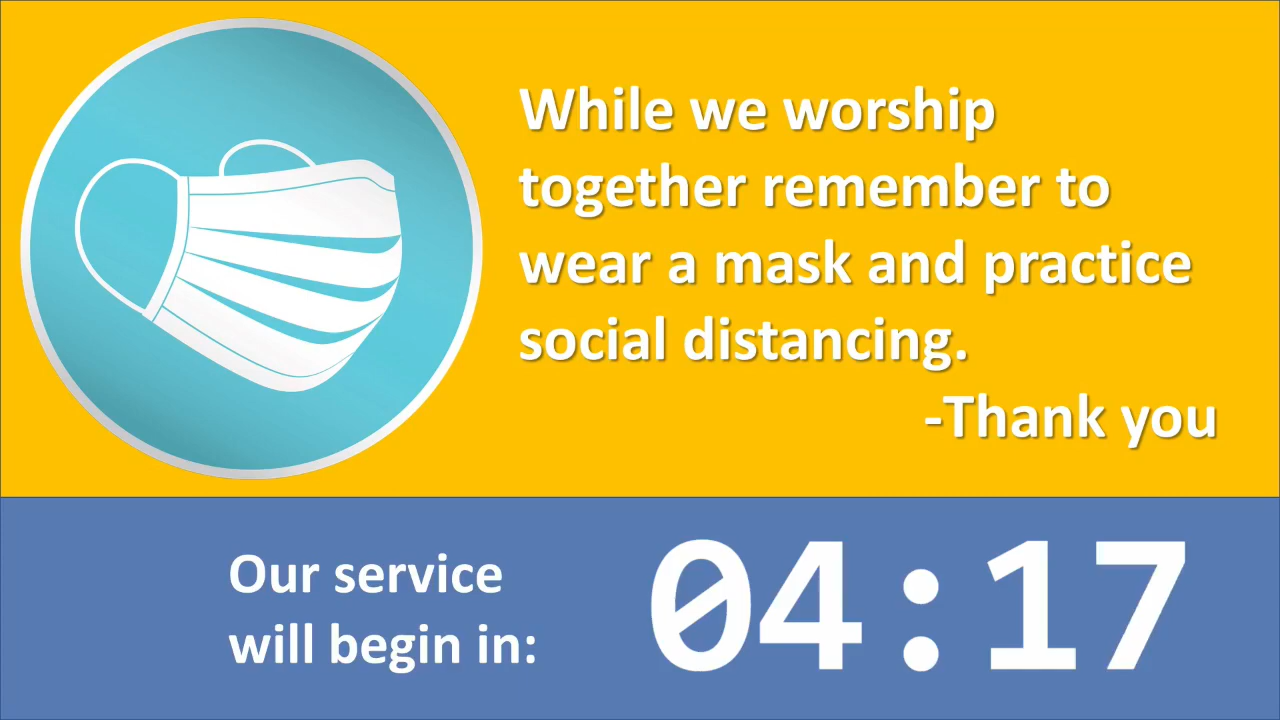 While we worship
together remember to
wear a mask and practice
social distancing.
-Thank you
Our service
will begin in:
04:17